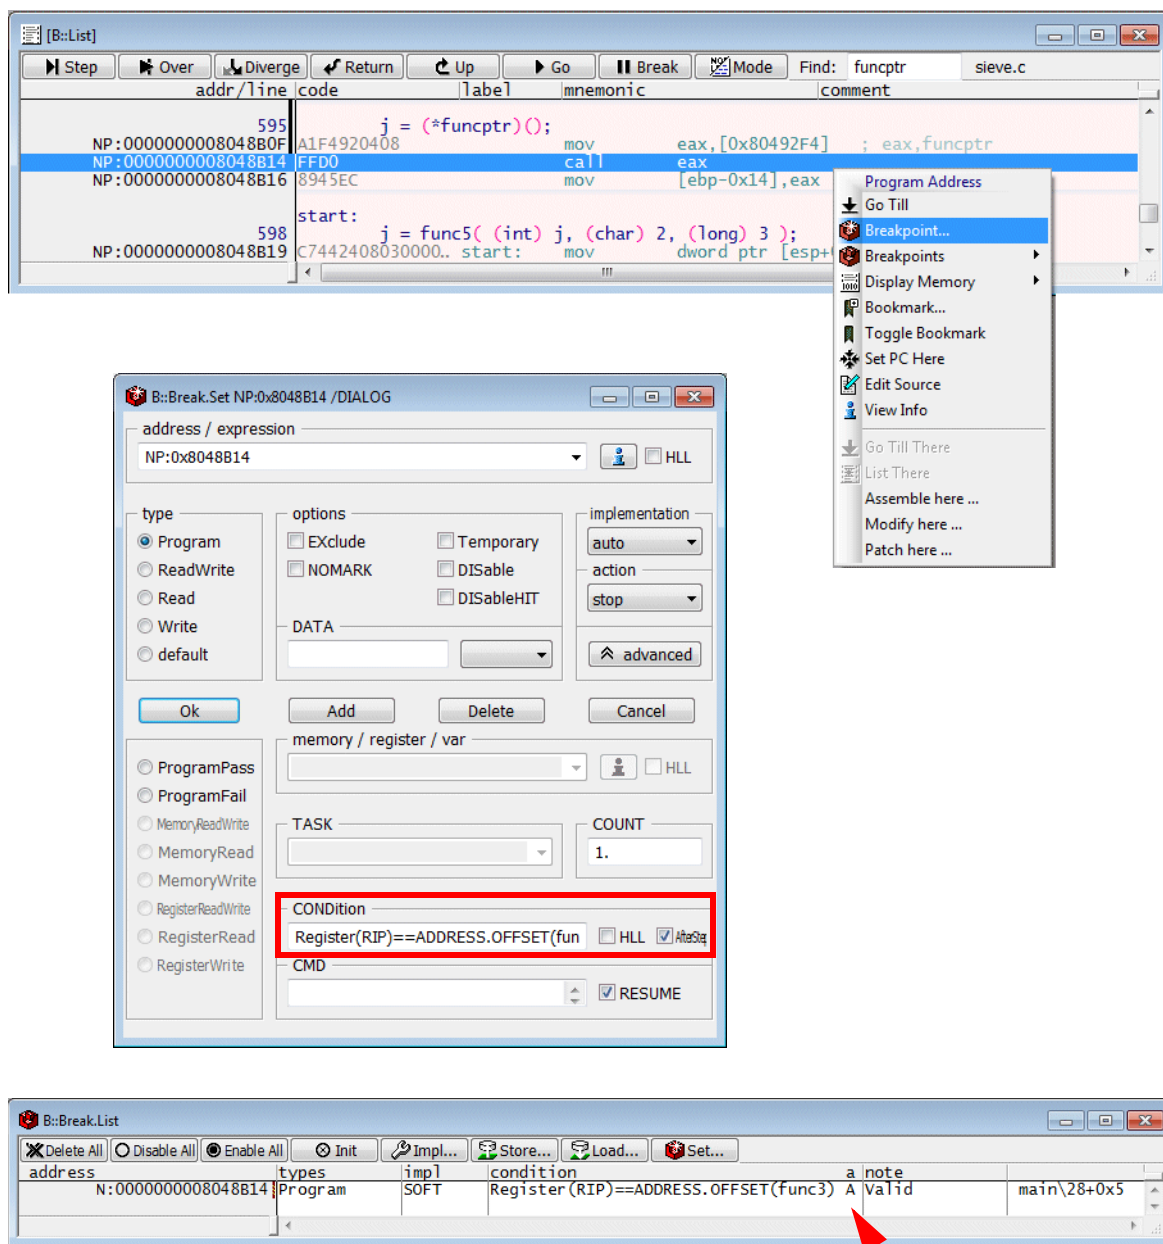 [B::List]
Step Over Diverge Return Up Go Break Mode Find: funcptr sieve.c
addr/line code label mnemonic comment
595 j = (*funcptr)();
NP:0000000008048B0F A1F4920408 mov eax,[0x80492F4] ; eax,funcptr
NP:0000000008048B14 FFD0 call eax
NP:0000000008048B16 8945EC mov [ebp-0x14],eax
start:
598 j = func5( (int) j, (char) 2, (long) 3 );
NP:0000000008048B19 C7442408030000.. start: mov dword ptr [esp+
Program Address
Go Till
Breakpoint...
Breakpoints
Display Memory
Bookmark...
Toggle Bookmark
Set PC Here
Edit Source
View Info
Go Till There
List There
Assemble here ...
Modify here ...
Patch here ...
B::Break.Set NP:0x8048B14 /DIALOG
address / expression
NP:0x8048B14 HLL
type options implementation
Program EXclude Temporary auto
ReadWrite NOMARK DISable action
Read DISableHIT stop
Write DATA
default advanced
Ok Add Delete Cancel
memory / register / var
ProgramPass HLL
ProgramFail
MemoryReadWrite TASK COUNT
MemoryRead 1.
MemoryWrite
RegisterReadWrite CONDition
RegisterRead Register(RIP)==ADDRESS.OFFSET(fun HLL AfterStep
RegisterWrite CMD
RESUME
B::Break.List
Delete All Disable All Enable All Init Impl... Store... Load... Set...
address types impl condition a note
N:0000000008048B14 Program SOFT Register(RIP)==ADDRESS.OFFSET(func3) A Valid main\28+0x5